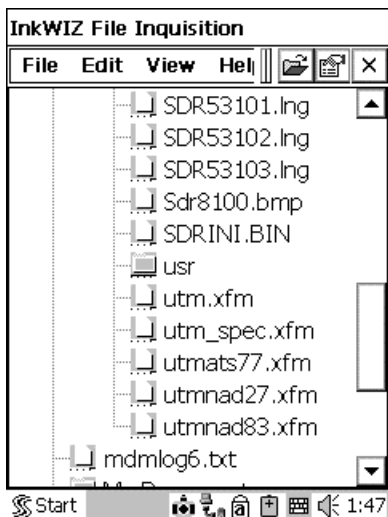 InkWIZ File Inquisition
File Edit View Hel
SDR53101.lng
SDR53102.lng
SDR53103.lng
Sdr8100.bmp
SDRINI.BIN
usr
utm.xfm
utm_spec.xfm
utmats77.xfm
utmnad27.xfm
utmnad83.xfm
mdmlog6.txt
Start 1:47